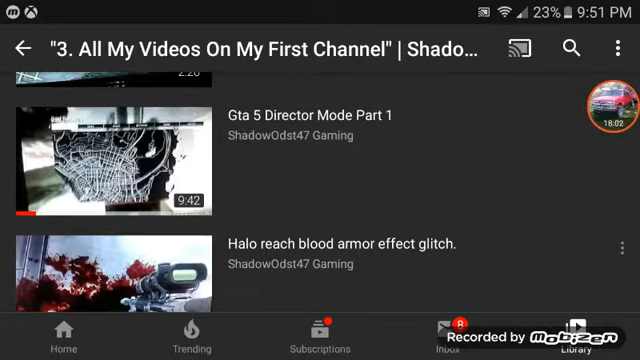 23% 9:51 PM
"3. All My Videos On My First Channel" | Shado...
2:20
Gta 5 Director Mode Part 1
ShadowOdst47 Gaming
18:02
9:42
Halo reach blood armor effect glitch.
ShadowOdst47 Gaming
8
Home
Trending
Subscriptions
Inbox
Library
Recorded by Mobizen